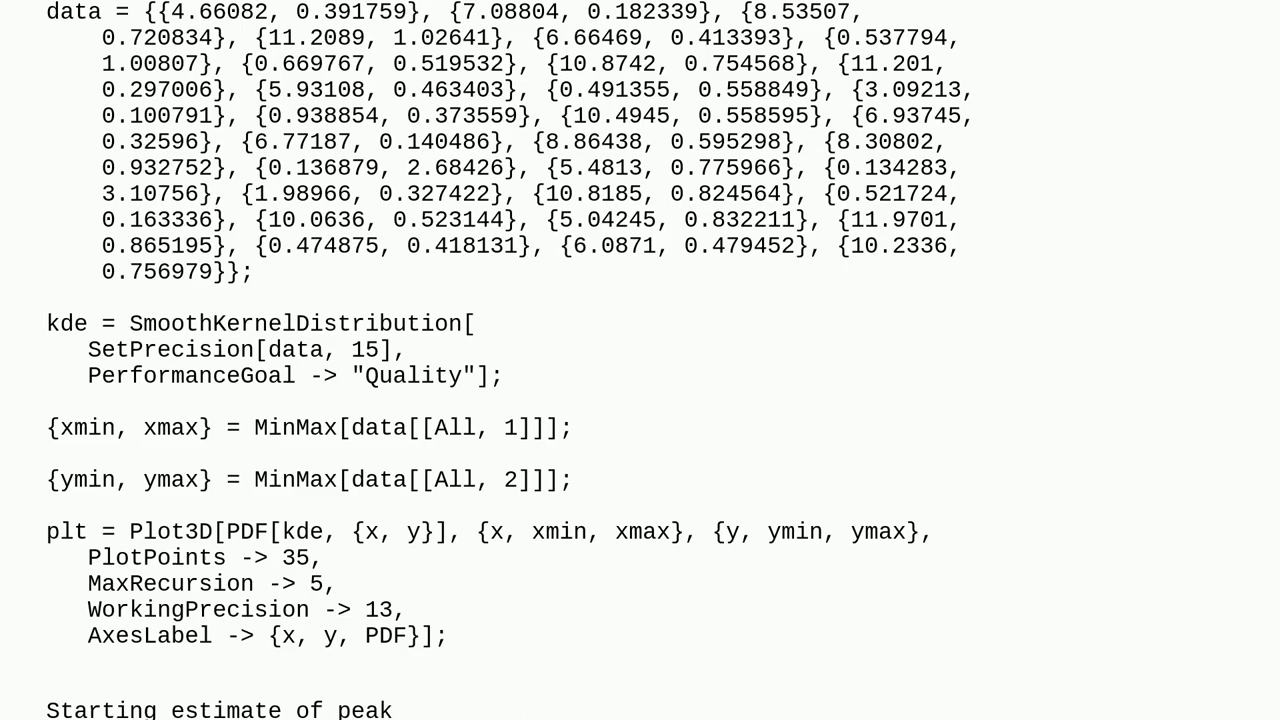 data = {{4.66082, 0.391759}, {7.08804, 0.182339}, {8.53507,
0.720834}, {11.2089, 1.02641}, {6.66469, 0.413393}, {0.537794,
1.00807}, {0.669767, 0.519532}, {10.8742, 0.754568}, {11.201,
0.297006}, {5.93108, 0.463403}, {0.491355, 0.558849}, {3.09213,
0.100791}, {0.938854, 0.373559}, {10.4945, 0.558595}, {6.93745,
0.32596}, {6.77187, 0.140486}, {8.86438, 0.595298}, {8.30802,
0.932752}, {0.136879, 2.68426}, {5.4813, 0.775966}, {0.134283,
3.10756}, {1.98966, 0.327422}, {10.8185, 0.824564}, {0.521724,
0.163336}, {10.0636, 0.523144}, {5.04245, 0.832211}, {11.9701,
0.865195}, {0.474875, 0.418131}, {6.0871, 0.479452}, {10.2336,
0.756979}};
kde = SmoothKernelDistribution[
SetPrecision[data, 15],
PerformanceGoal -> "Quality"];
{xmin, xmax} = MinMax[data[[All, 1]]];
{ymin, ymax} = MinMax[data[[All, 2]]];
plt = Plot3D[PDF[kde, {x, y}], {x, xmin, xmax}, {y, ymin, ymax},
PlotPoints -> 35,
MaxRecursion -> 5,
WorkingPrecision -> 13,
AxesLabel -> {x, y, PDF}];
Starting estimate of peak